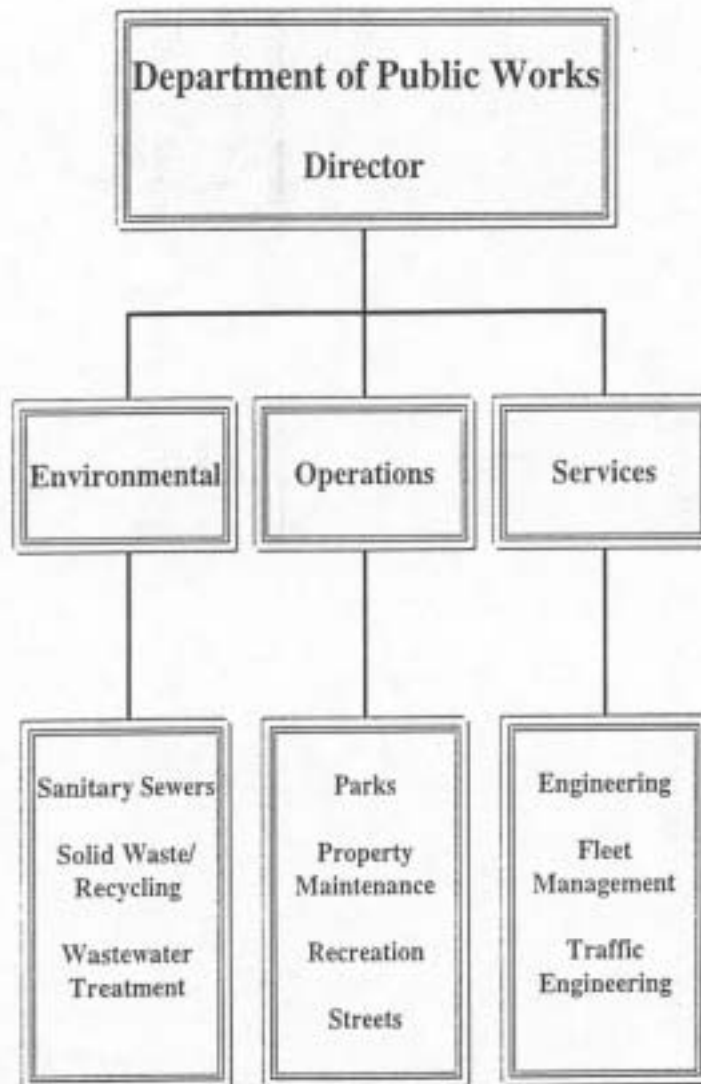 Department of Public Works
Director
Environmental
Operations
Services
Sanitary Sewers
Solid Waste/
Recycling
Wastewater
Treatment
Parks
Property
Maintenance
Recreation
Streets
Engineering
Fleet
Management
Traffic
Engineering